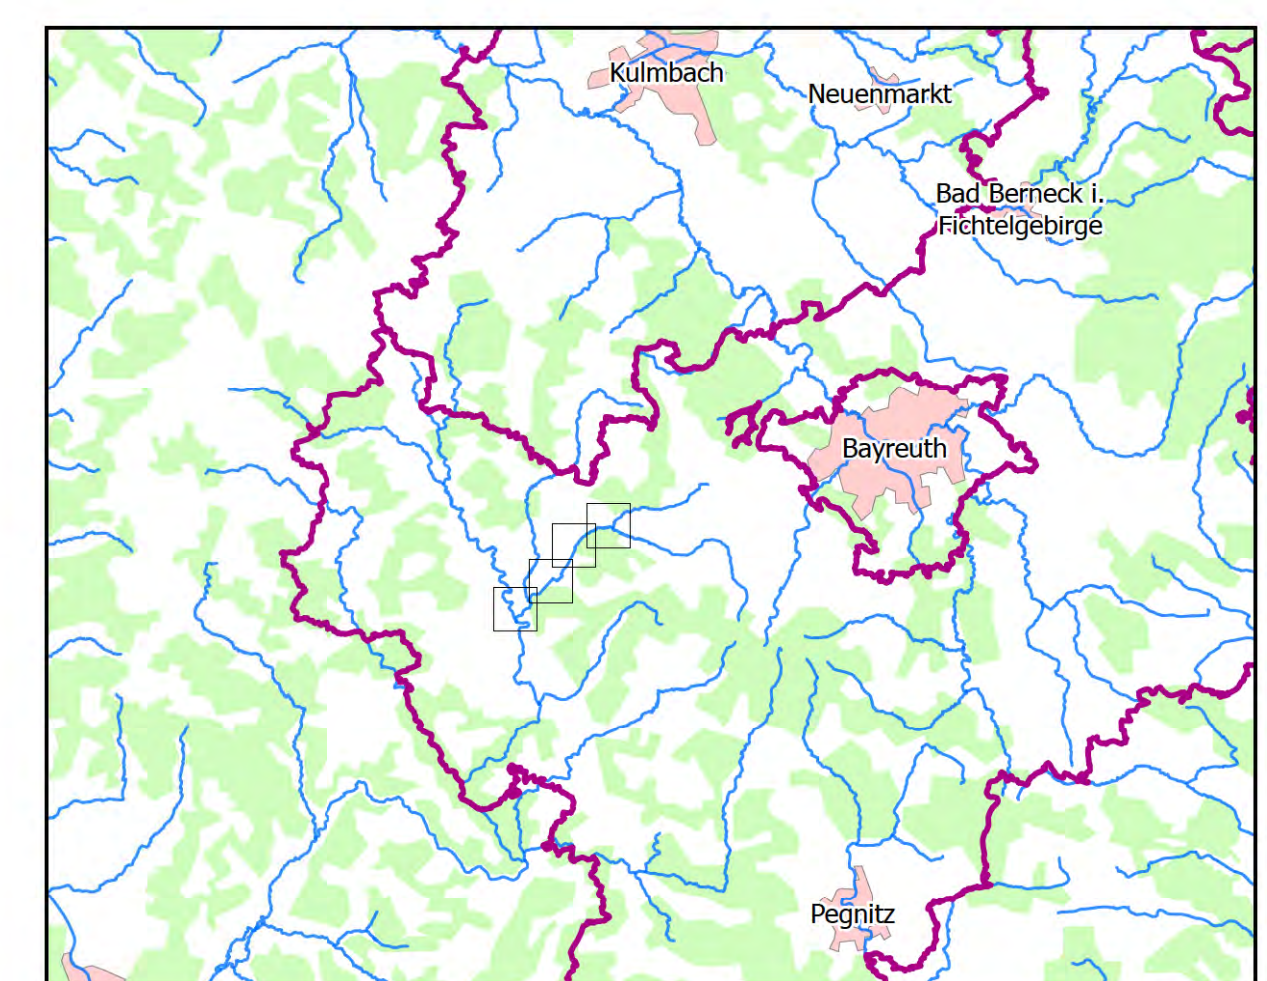 Kulmbach
Neuenmarkt
Bad Berneck i.
Fichtelgebirge
Bayreuth
Pegnitz